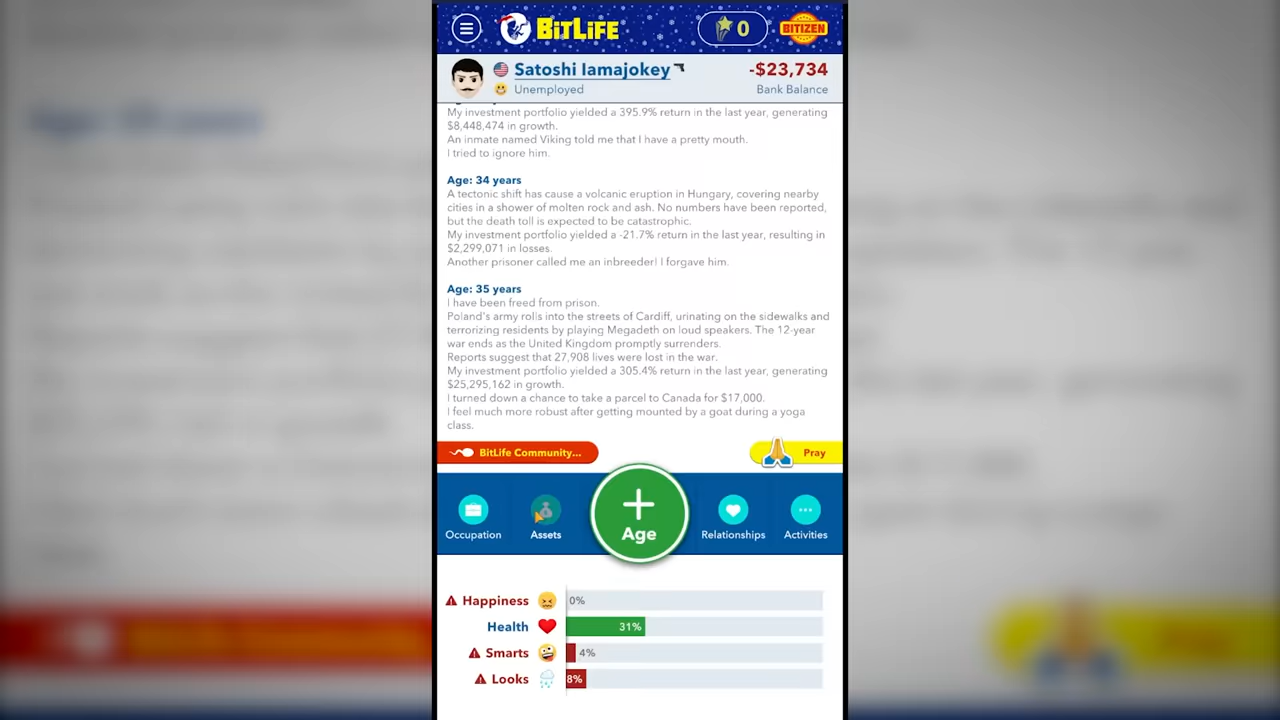 BITLIFE
0
BITIZEN
Satoshi Iamajokey
-$23,734
Unemployed
Bank Balance
My investment portfolio yielded a 395.9% return in the last year, generating
$8,448,474 in growth.
An inmate named Viking told me that I have a pretty mouth.
I tried to ignore him.
Age: 34 years
A tectonic shift has cause a volcanic eruption in Hungary, covering nearby
cities in a shower of molten rock and ash. No numbers have been reported,
but the death toll is expected to be catastrophic.
My investment portfolio yielded a -21.7% return in the last year, resulting in
$2,299,071 in losses.
Another prisoner called me an inbreeder! I forgave him.
Age: 35 years
I have been freed from prison.
Poland's army rolls into the streets of Cardiff, urinating on the sidewalks and
terrorizing residents by playing Megadeth on loud speakers. The 12-year
war ends as the United Kingdom promptly surrenders.
Reports suggest that 27,908 lives were lost in the war.
My investment portfolio yielded a 305.4% return in the last year, generating
$25,295,162 in growth.
I turned down a chance to take a parcel to Canada for $17,000.
I feel much more robust after getting mounted by a goat during a yoga
class.
BitLife Community...
Pray
Occupation
Assets
+
Age
Relationships
Activities
Happiness
0%
Health
31%
Smarts
4%
Looks
8%